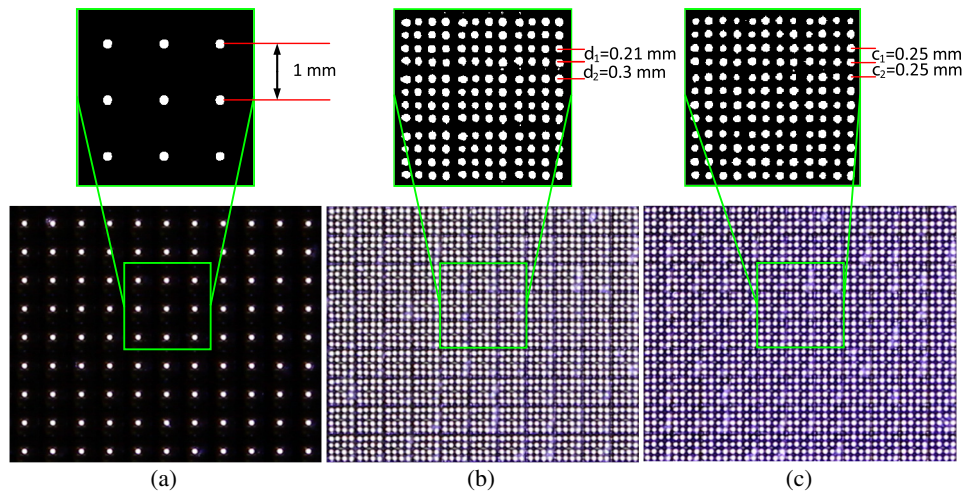 1 mm
d₁=0.21 mm
d₂=0.3 mm
c₁=0.25 mm
c₂=0.25 mm
(a)
(b)
(c)